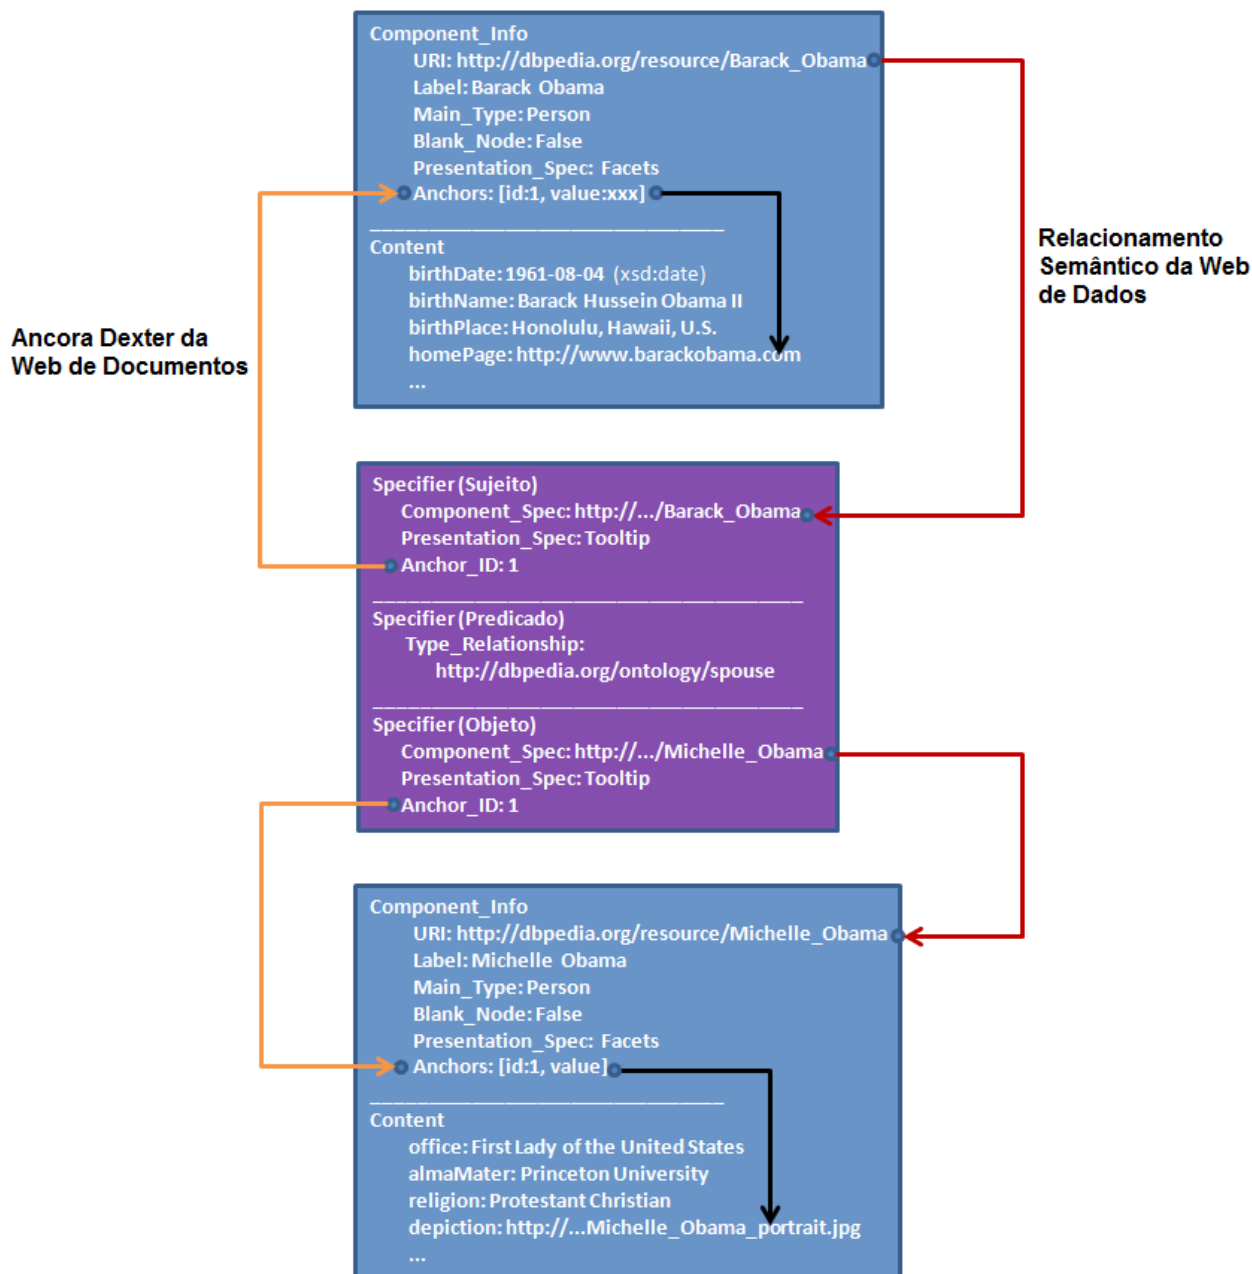 Component_Info
URI: http://dbpedia.org/resource/Barack_Obama
Label: Barack Obama
Main_Type: Person
Blank_Node: False
Presentation_Spec: Facets
Anchors: [id:1, value:xxx]
Content
birthDate: 1961-08-04 (xsd:date)
birthName: Barack Hussein Obama II
birthPlace: Honolulu, Hawaii, U.S.
homePage: http://www.barackobama.com
...
Ancora Dexter da
Web de Documentos
Relacionamento
Semântico da Web
de Dados
Specifier (Sujeito)
Component_Spec: http://.../Barack_Obama
Presentation_Spec: Tooltip
Anchor_ID: 1
Specifier (Predicado)
Type_Relationship:
http://dbpedia.org/ontology/spouse
Specifier (Objeto)
Component_Spec: http://.../Michelle_Obama
Presentation_Spec: Tooltip
Anchor_ID: 1
Component_Info
URI: http://dbpedia.org/resource/Michelle_Obama
Label: Michelle Obama
Main_Type: Person
Blank_Node: False
Presentation_Spec: Facets
Anchors: [id:1, value]
Content
office: First Lady of the United States
almaMater: Princeton University
religion: Protestant Christian
depiction: http://...Michelle_Obama_portrait.jpg
...